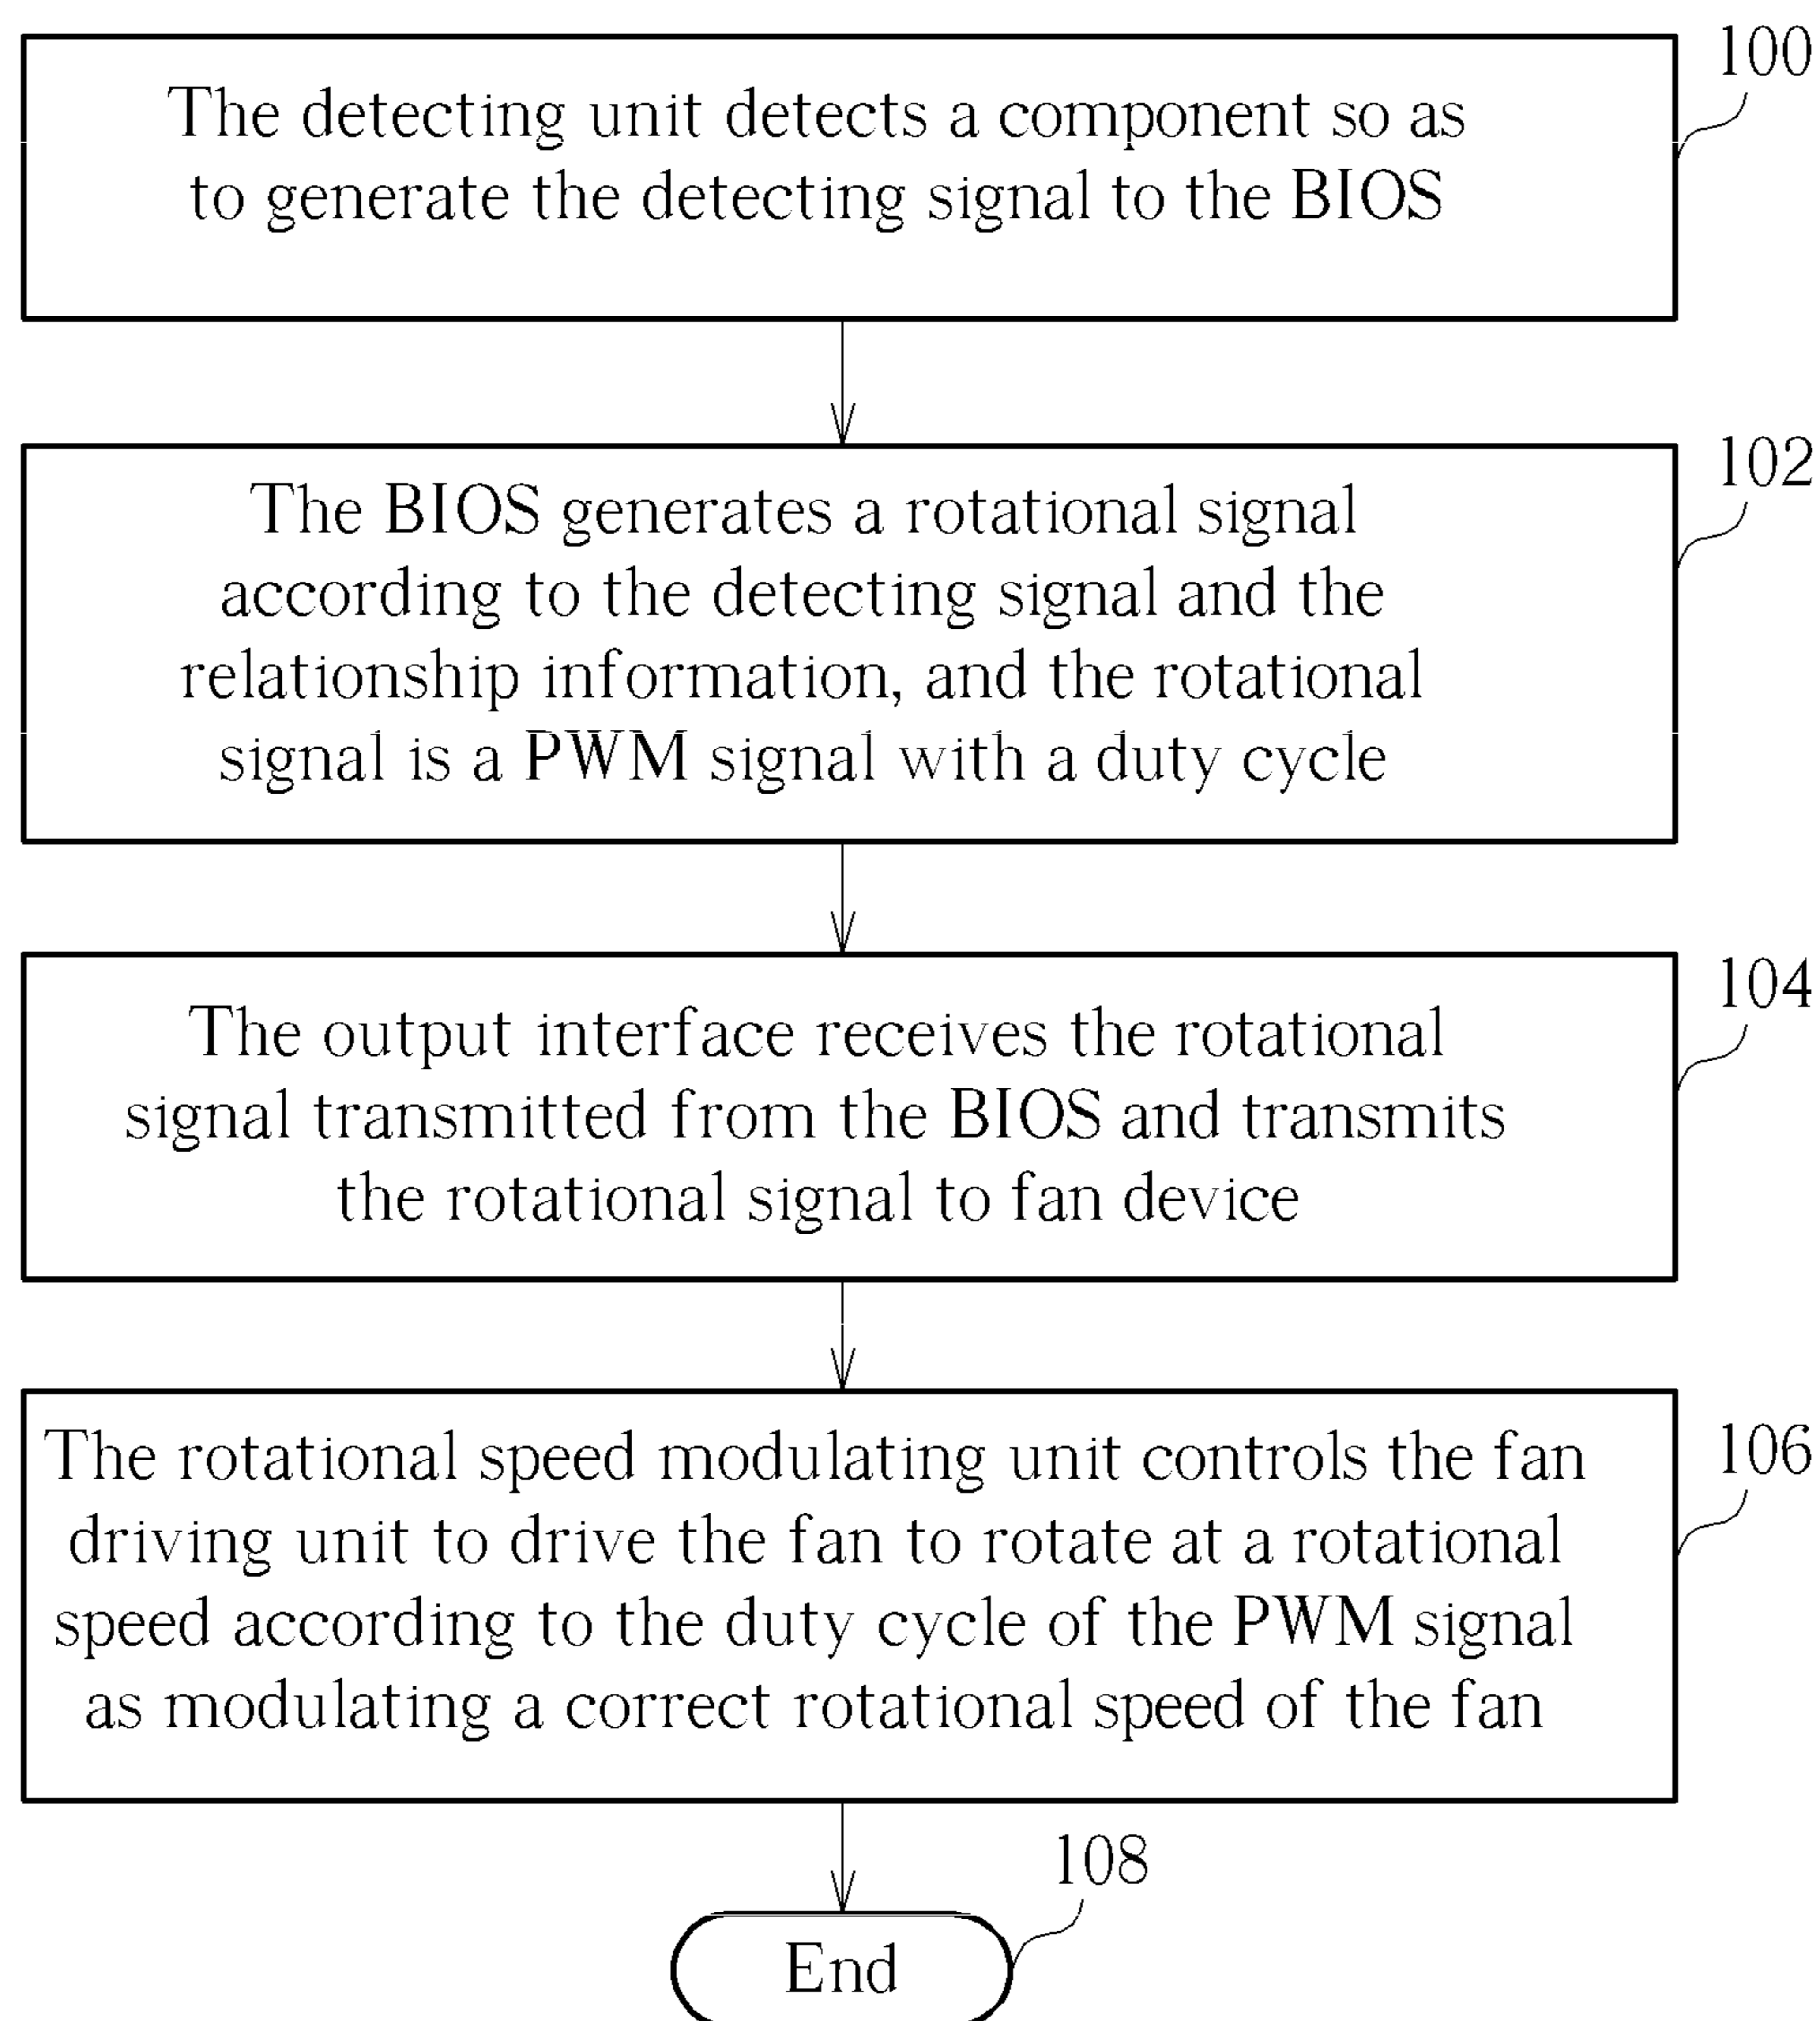 100
The detecting unit detects a component so as
to generate the detecting signal to the BIOS
102
The BIOS generates a rotational signal
according to the detecting signal and the
relationship information, and the rotational
signal is a PWM signal with a duty cycle
104
The output interface receives the rotational
signal transmitted from the BIOS and transmits
the rotational signal to fan device
106
The rotational speed modulating unit controls the fan
driving unit to drive the fan to rotate at a rotational
speed according to the duty cycle of the PWM signal
as modulating a correct rotational speed of the fan
108
End